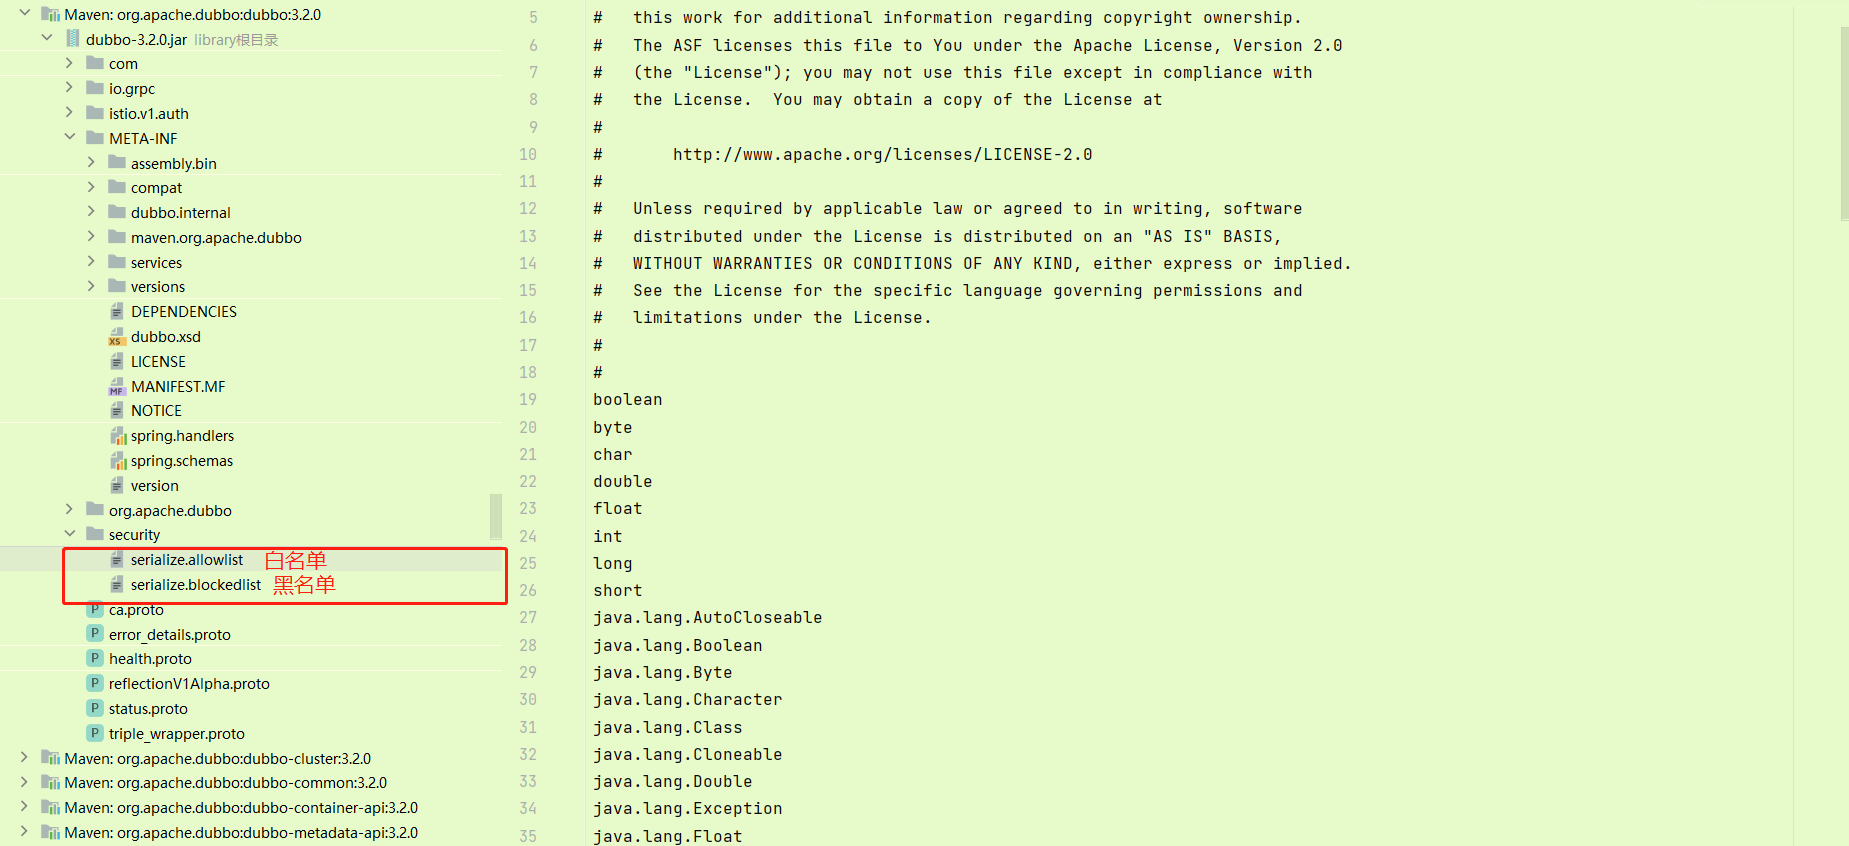 Maven: org.apache.dubbo:dubbo:3.2.0
dubbo-3.2.0.jar library根目录
com
io.grpc
istio.v1.auth
META-INF
assembly.bin
compat
dubbo.internal
maven.org.apache.dubbo
services
versions
DEPENDENCIES
dubbo.xsd
LICENSE
MANIFEST.MF
NOTICE
spring.handlers
spring.schemas
version
org.apache.dubbo
security
serialize.allowlist 白名单
serialize.blockedlist 黑名单
ca.proto
error_details.proto
health.proto
reflectionV1Alpha.proto
status.proto
triple_wrapper.proto
Maven: org.apache.dubbo:dubbo-cluster:3.2.0
Maven: org.apache.dubbo:dubbo-common:3.2.0
Maven: org.apache.dubbo:dubbo-container-api:3.2.0
Maven: org.apache.dubbo:dubbo-metadata-api:3.2.0
5 # this work for additional information regarding copyright ownership.
6 # The ASF licenses this file to You under the Apache License, Version 2.0
7 # (the "License"); you may not use this file except in compliance with
8 # the License.  You may obtain a copy of the License at
9 #
10 # http://www.apache.org/licenses/LICENSE-2.0
11 #
12 # Unless required by applicable law or agreed to in writing, software
13 # distributed under the License is distributed on an "AS IS" BASIS,
14 # WITHOUT WARRANTIES OR CONDITIONS OF ANY KIND, either express or implied.
15 # See the License for the specific language governing permissions and
16 # limitations under the License.
17 #
18 #
19 boolean
20 byte
21 char
22 double
23 float
24 int
25 long
26 short
27 java.lang.AutoCloseable
28 java.lang.Boolean
29 java.lang.Byte
30 java.lang.Character
31 java.lang.Class
32 java.lang.Cloneable
33 java.lang.Double
34 java.lang.Exception
35 java.lang.Float